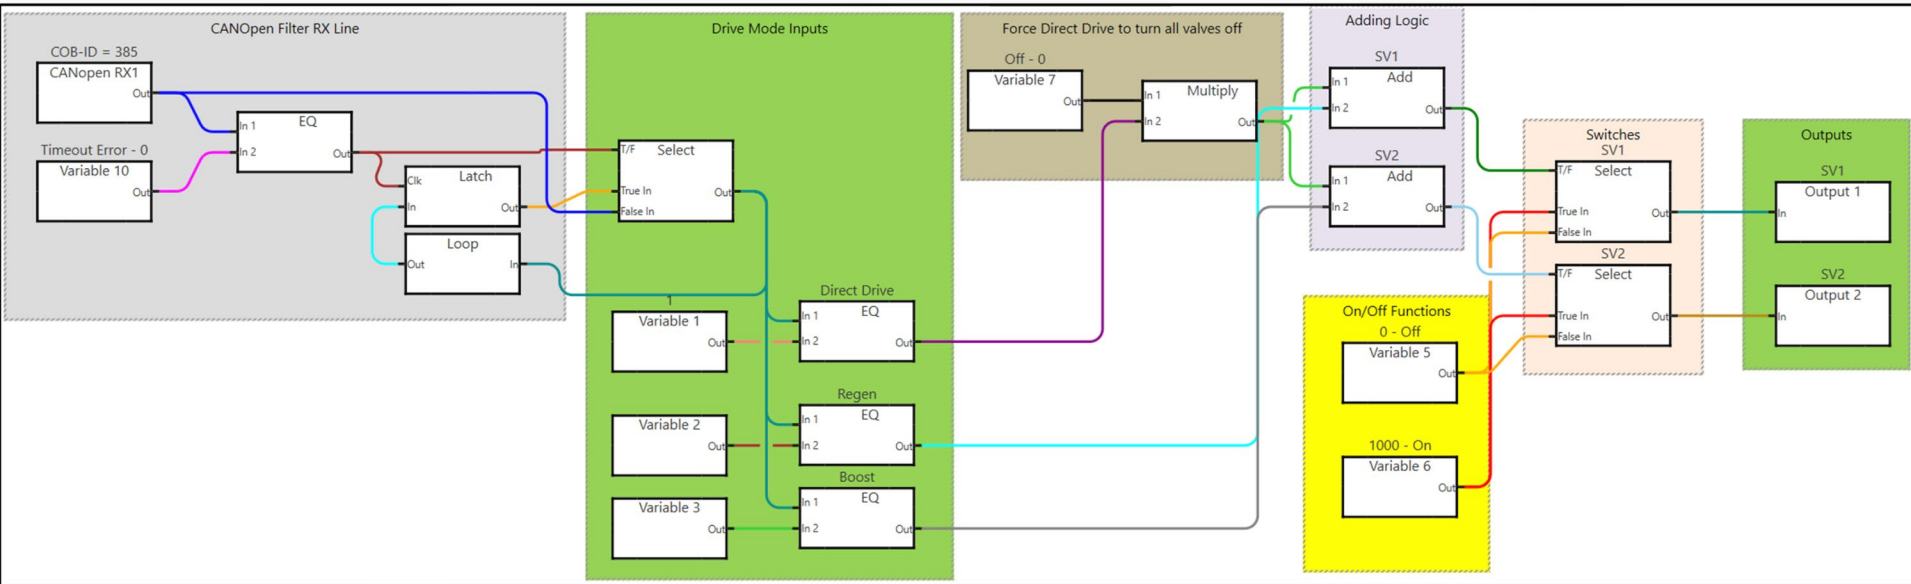 CANOpen Filter RX Line
COB-ID = 385
CANopen RX1
Out
Timeout Error - 0
Variable 10
Out
EQ
In 1
In 2
Out
Latch
Clk
In
Out
Loop
Out
In
Drive Mode Inputs
Select
T/F
True In
False In
Out
1
Variable 1
Out
Direct Drive
EQ
In 1
In 2
Out
Variable 2
Out
Regen
EQ
In 1
In 2
Out
Variable 3
Out
Boost
EQ
In 1
In 2
Out
Force Direct Drive to turn all valves off
Off - 0
Variable 7
Out
Multiply
In 1
In 2
Out
Adding Logic
SV1
Add
In 1
In 2
Out
SV2
Add
In 1
In 2
Out
On/Off Functions
0 - Off
Variable 5
Out
1000 - On
Variable 6
Out
Switches
SV1
Select
T/F
True In
False In
Out
SV2
Select
T/F
True In
False In
Out
Outputs
SV1
Output 1
In
SV2
Output 2
In